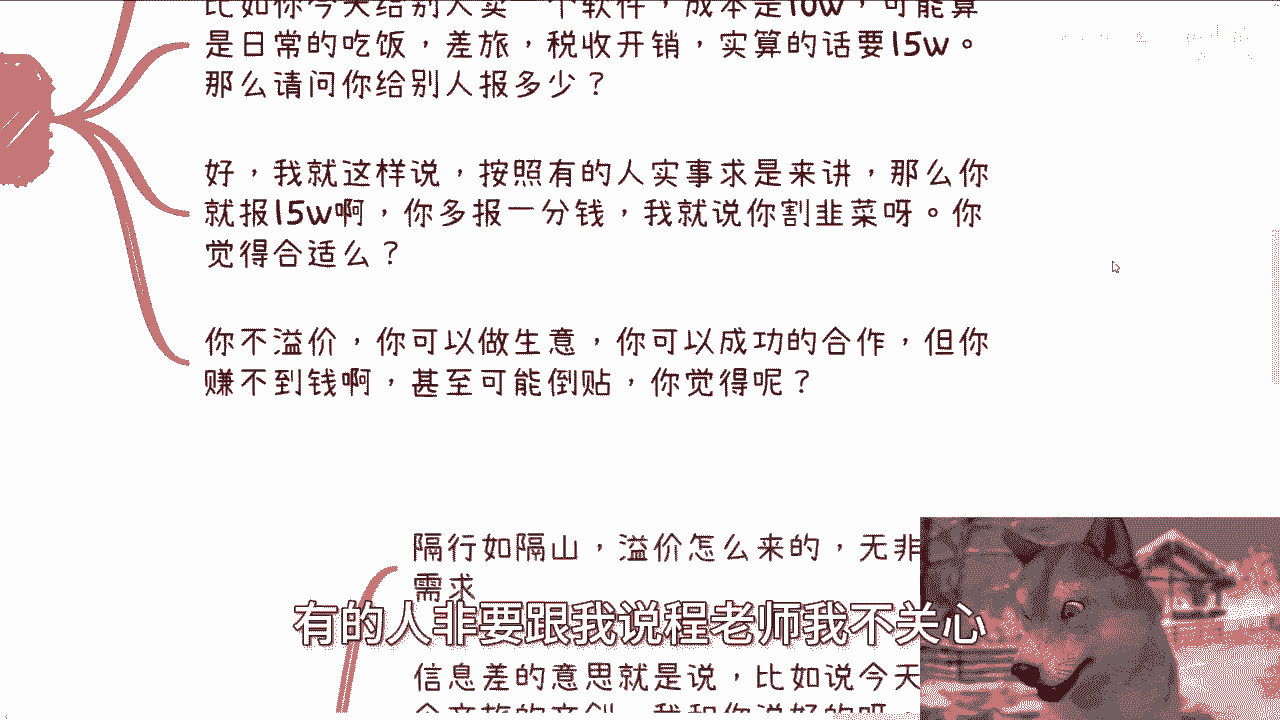 比如你今天给别人卖一个软件，成本是10w，可能算
是日常的吃饭，差旅，税收开销，实算的话要15w。
那么请问你给别人报多少？
好，我就这样说，按照有的人实事求是来讲，那么你
就报15w啊，你多报一分钱，我就说你割韭菜呀。你
觉得合适么？
你不溢价，你可以做生意，你可以成功的合作，但你
赚不到钱啊，甚至可能倒贴，你觉得呢？
隔行如隔山，溢价怎么来的，无非
需求
有的人非要跟我说程老师我不关心
信息差的意思就是说，比如说今天